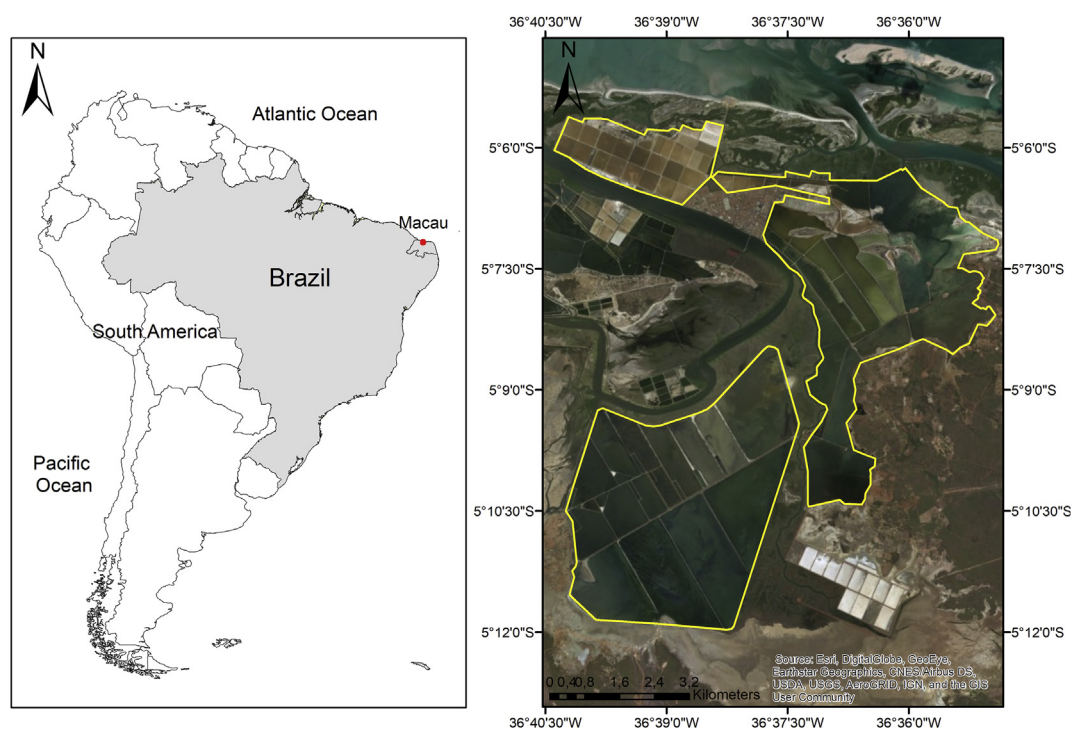 N
Atlantic Ocean
Macau
Brazil
South America
Pacific
Ocean
36°40'30"W 36°39'0"W 36°37'30"W 36°36'0"W
N
5°6'0"S 5°6'0"S
5°7'30"S 5°7'30"S
5°9'0"S 5°9'0"S
5°10'30"S 5°10'30"S
5°12'0"S 5°12'0"S
Source: Esri, DigitalGlobe, GeoEye,
Earthstar Geographics, CNES/Airbus DS,
USDA, USGS, AeroGRID, IGN, and the GIS
User Community
0 0,40,8 1,6 2,4 3,2
Kilometers
36°40'30"W 36°39'0"W 36°37'30"W 36°36'0"W